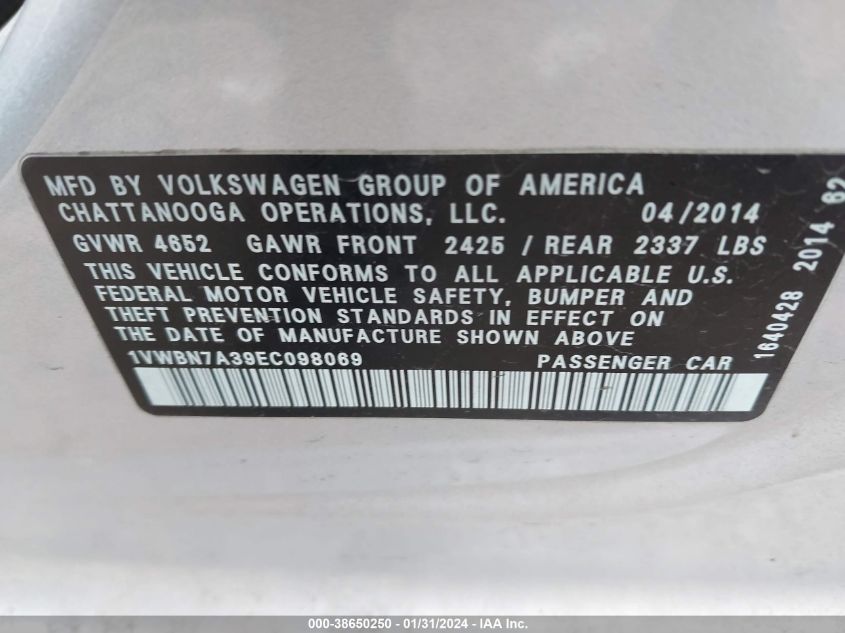 MFD BY VOLKSWAGEN GROUP OF AMERICA
CHATTANOOGA OPERATIONS, LLC. 04/2014
GVWR 4652 GAWR FRONT 2425 / REAR 2337 LBS
THIS VEHICLE CONFORMS TO ALL APPLICABLE U.S.
FEDERAL MOTOR VEHICLE SAFETY, BUMPER AND
THEFT PREVENTION STANDARDS IN EFFECT ON
THE DATE OF MANUFACTURE SHOWN ABOVE
1VWBN7A39EC098069 PASSENGER CAR
1640428 2014 62
000-38650250 - 01/31/2024 - IAA Inc.